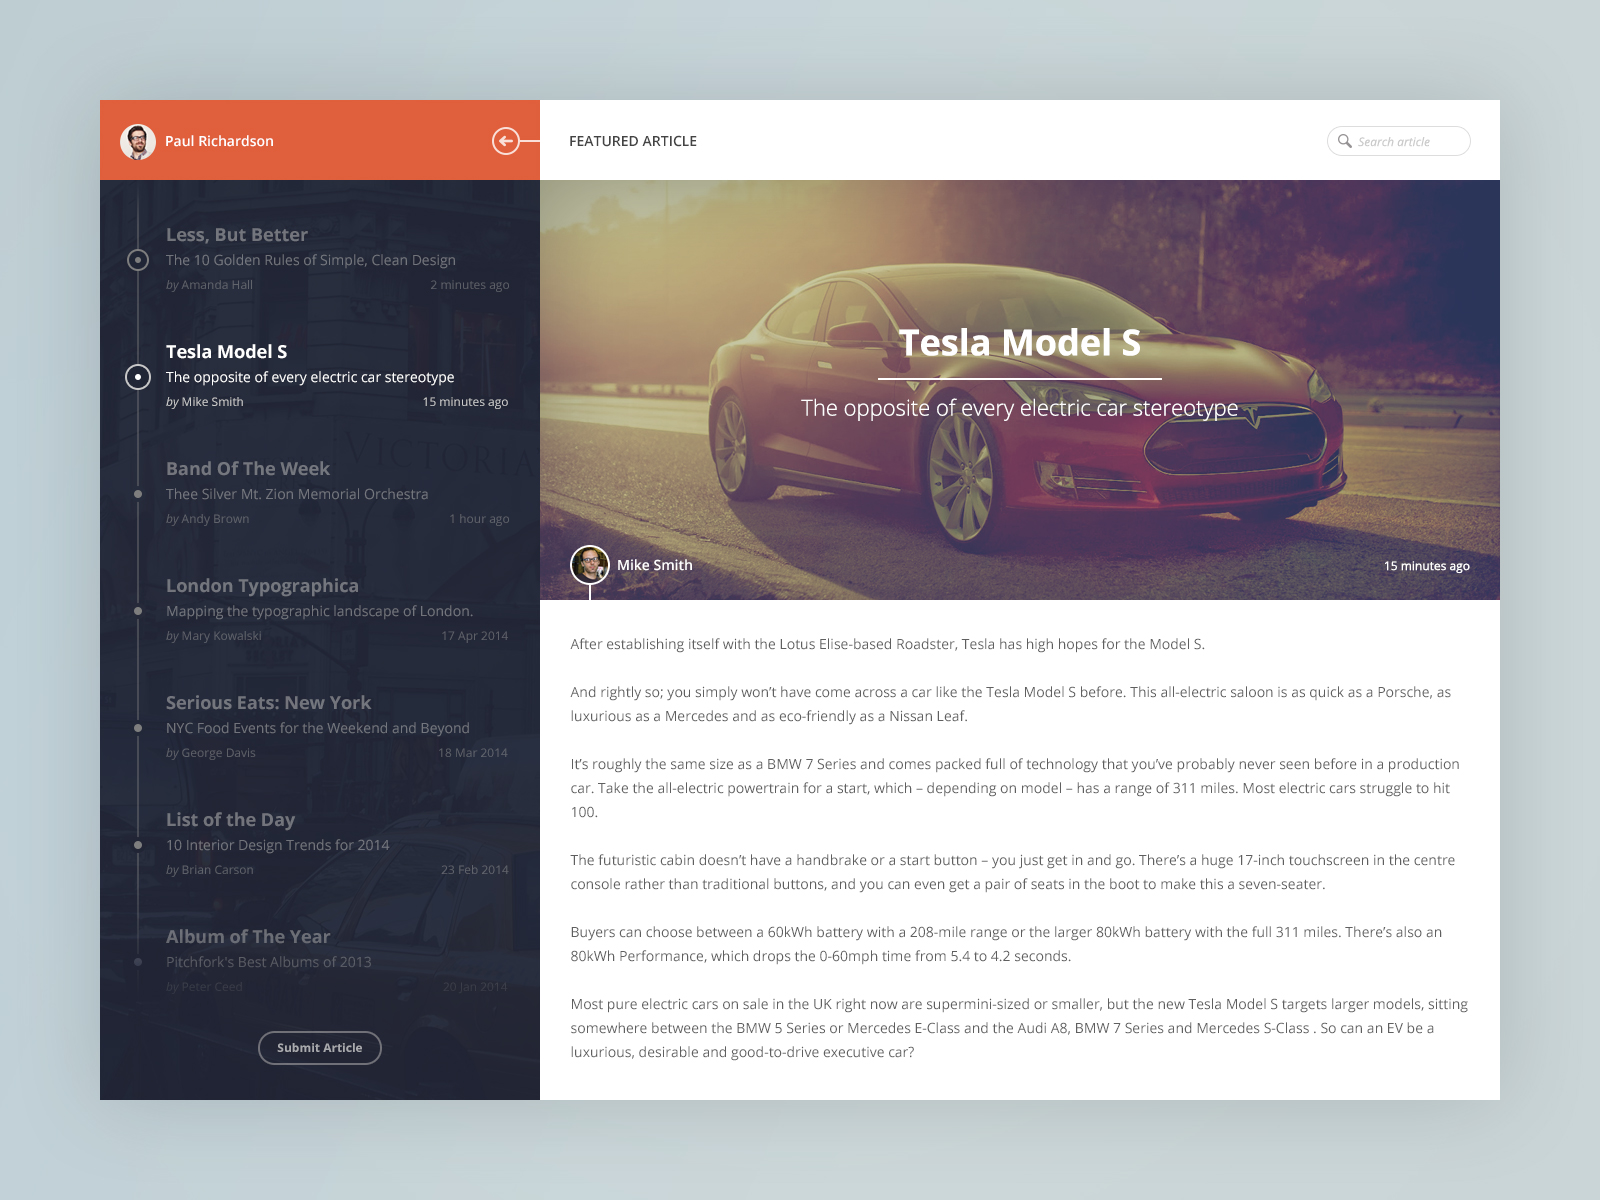 Paul Richardson
FEATURED ARTICLE
Search article
Less, But Better
The 10 Golden Rules of Simple, Clean Design
by Amanda Hall
2 minutes ago
Tesla Model S
The opposite of every electric car stereotype
by Mike Smith
15 minutes ago
VICTORIA
Band Of The Week
Thee Silver Mt. Zion Memorial Orchestra
by Andy Brown
1 hour ago
London Typographica
Mapping the typographic landscape of London.
by Mary Kowalski
17 Apr 2014
Serious Eats: New York
NYC Food Events for the Weekend and Beyond
by George Davis
18 Mar 2014
List of the Day
10 Interior Design Trends for 2014
by Brian Carson
23 Feb 2014
Album of The Year
Pitchfork's Best Albums of 2013
by Peter Ceed
20 Jan 2014
Submit Article
Tesla Model S
The opposite of every electric car stereotype
Mike Smith
15 minutes ago
After establishing itself with the Lotus Elise-based Roadster, Tesla has high hopes for the Model S.
And rightly so; you simply won’t have come across a car like the Tesla Model S before. This all-electric saloon is as quick as a Porsche, as
luxurious as a Mercedes and as eco-friendly as a Nissan Leaf.
It’s roughly the same size as a BMW 7 Series and comes packed full of technology that you’ve probably never seen before in a production
car. Take the all-electric powertrain for a start, which – depending on model – has a range of 311 miles. Most electric cars struggle to hit
100.
The futuristic cabin doesn’t have a handbrake or a start button – you just get in and go. There’s a huge 17-inch touchscreen in the centre
console rather than traditional buttons, and you can even get a pair of seats in the boot to make this a seven-seater.
Buyers can choose between a 60kWh battery with a 208-mile range or the larger 80kWh battery with the full 311 miles. There’s also an
80kWh Performance, which drops the 0-60mph time from 5.4 to 4.2 seconds.
Most pure electric cars on sale in the UK right now are supermini-sized or smaller, but the new Tesla Model S targets larger models, sitting
somewhere between the BMW 5 Series or Mercedes E-Class and the Audi A8, BMW 7 Series and Mercedes S-Class . So can an EV be a
luxurious, desirable and good-to-drive executive car?